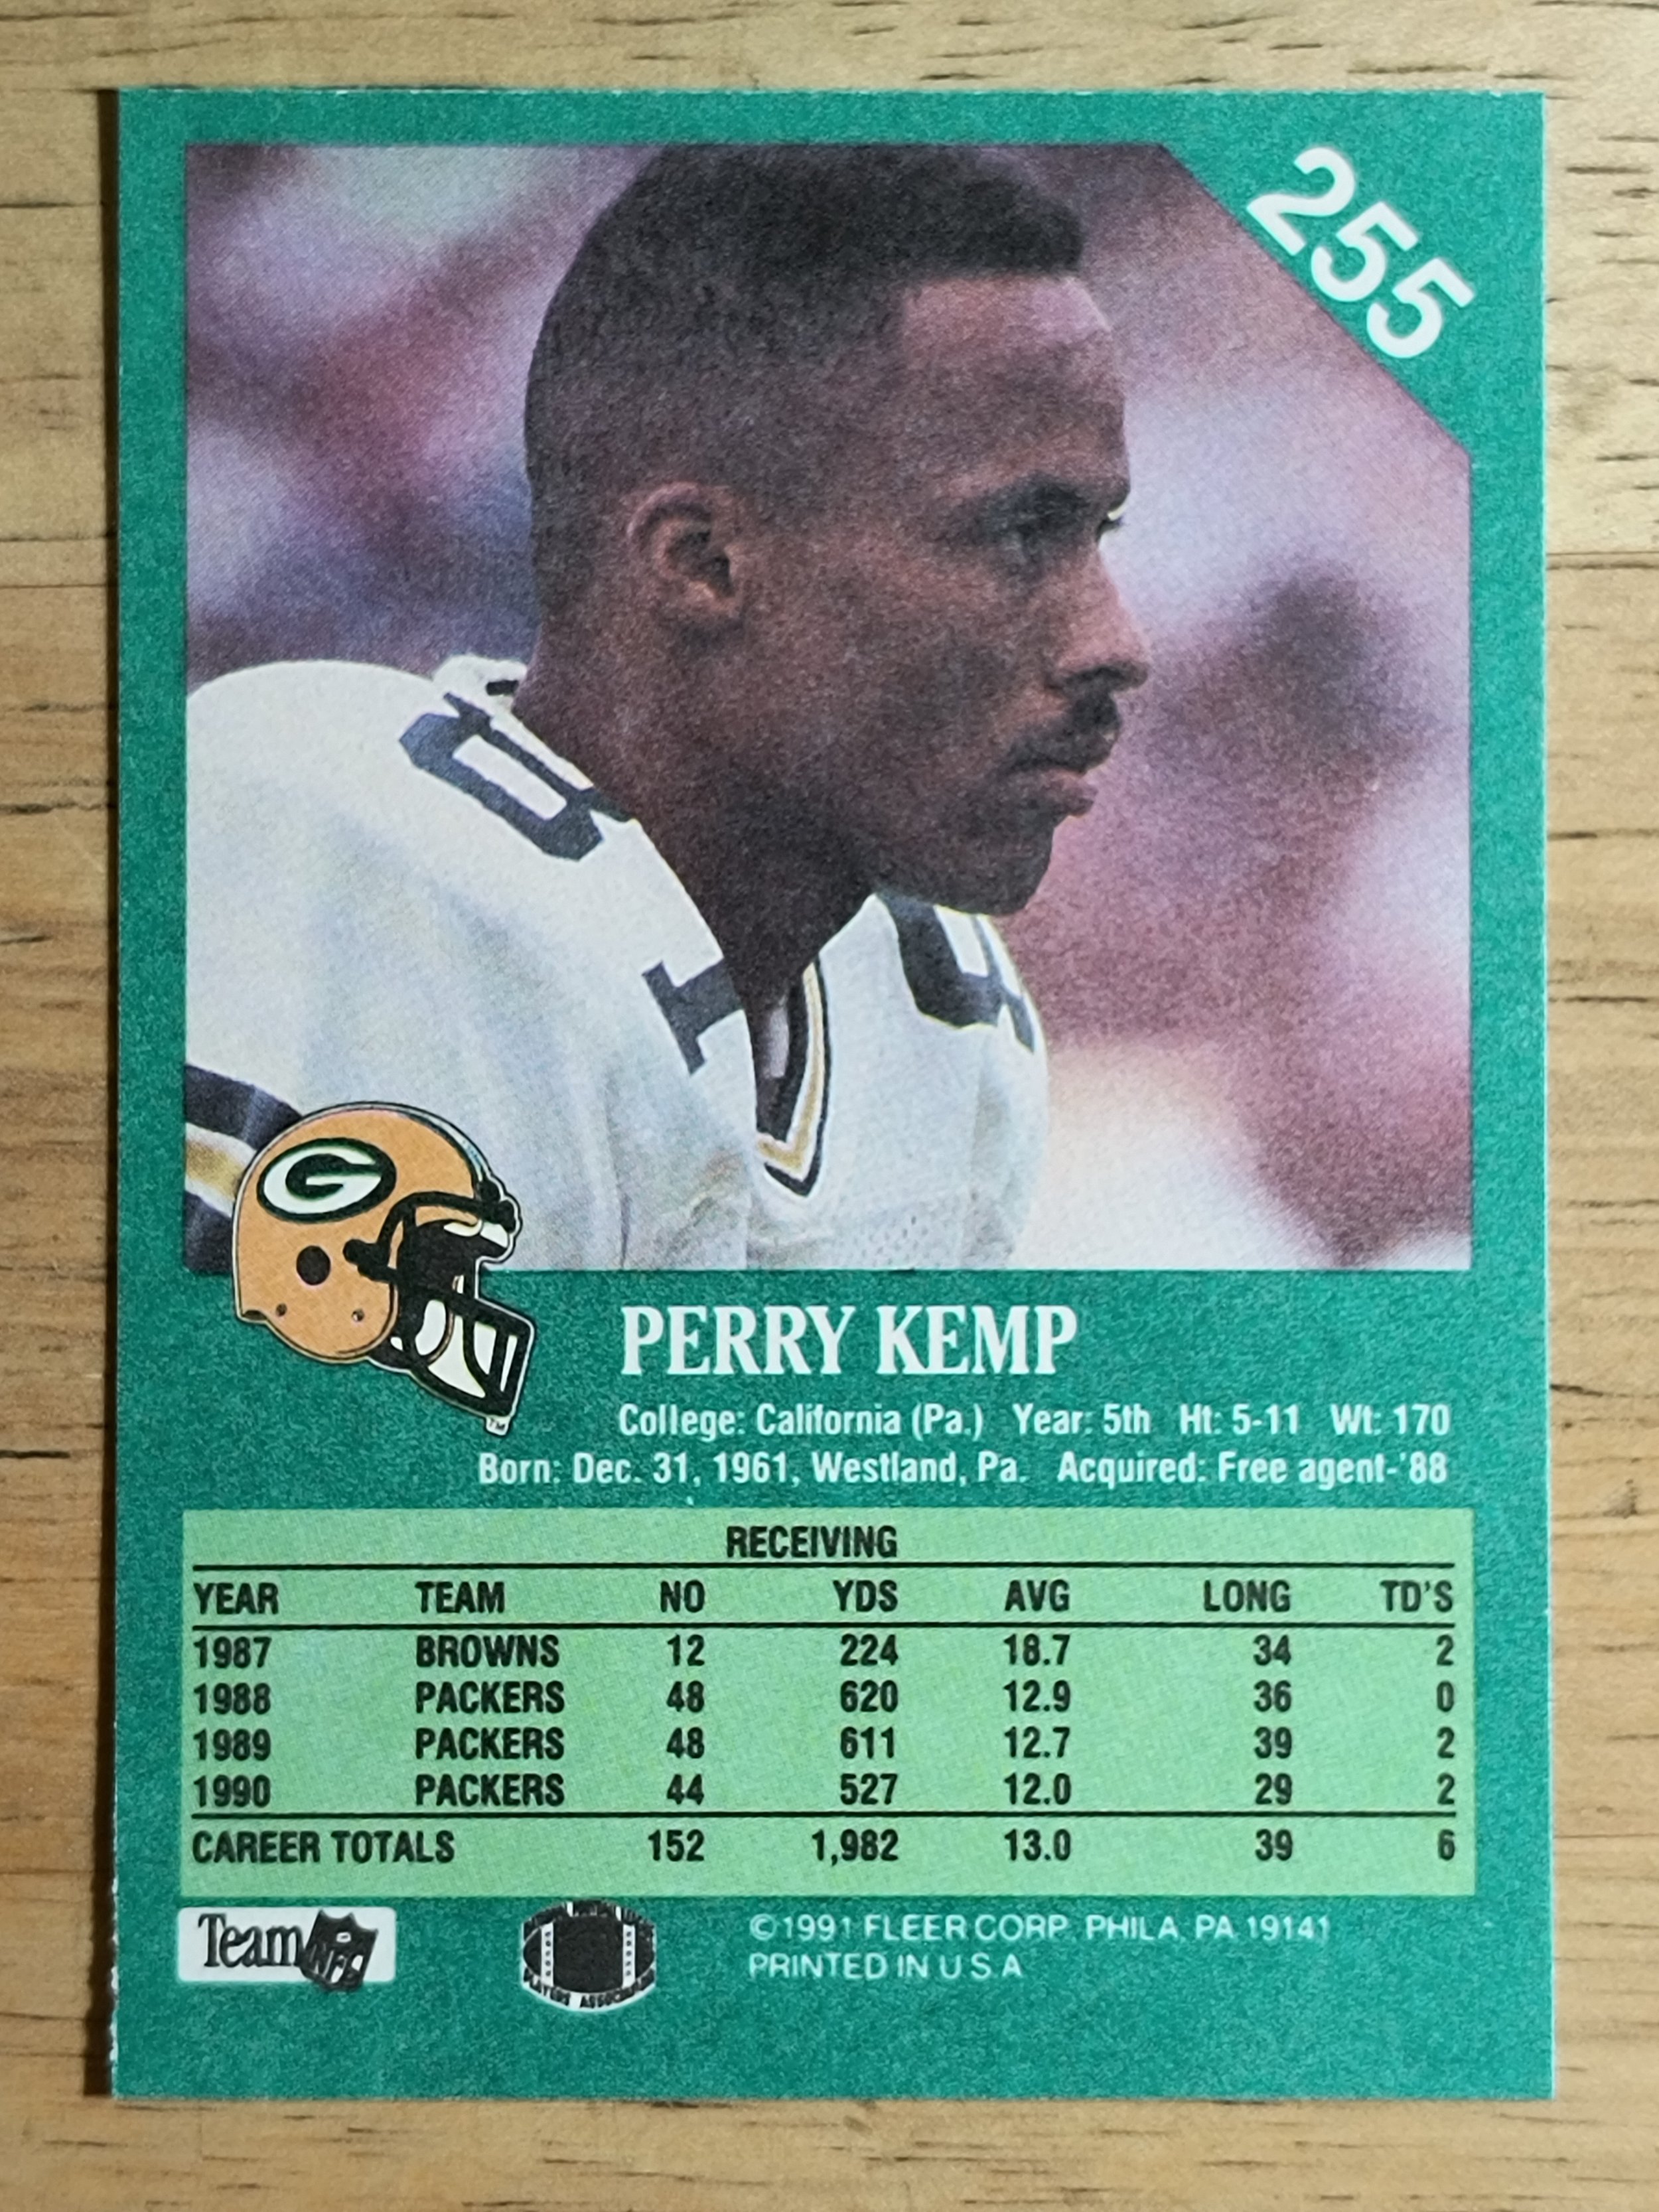 255
G
PERRY KEMP
College: California (Pa.) Year: 5th Ht: 5-11 Wt: 170
Born: Dec. 31, 1961, Westland, Pa. Acquired: Free agent-'88
RECEIVING
YEAR TEAM NO YDS AVG LONG TD'S
1987 BROWNS 12 224 18.7 34 2
1988 PACKERS 48 620 12.9 36 0
1989 PACKERS 48 611 12.7 39 2
1990 PACKERS 44 527 12.0 29 2
CAREER TOTALS 152 1,982 13.0 39 6
Team NFL
PLAYERS
©1991 FLEER CORP. PHILA. PA 19141
PRINTED IN U S A